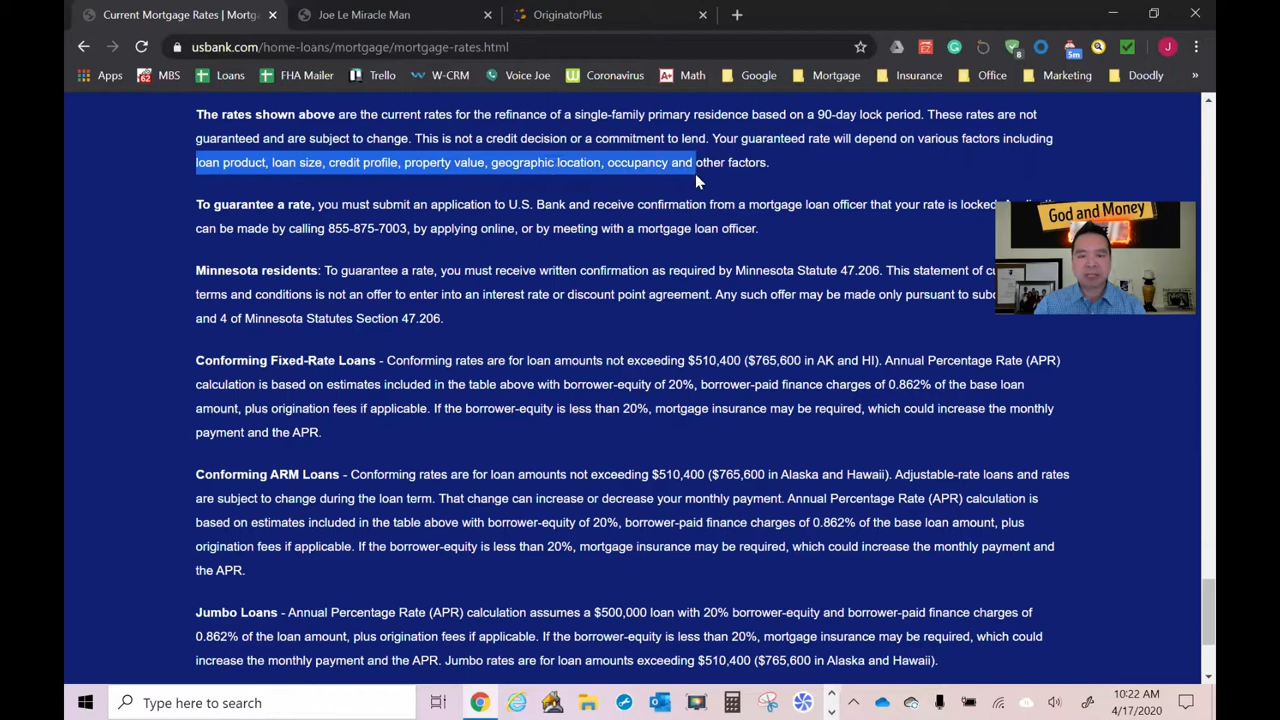 Current Mortgage Rates | Mortg
Joe Le Miracle Man
OriginatorPlus
usbank.com/home-loans/mortgage/mortgage-rates.html
5m
8
J
Apps
62 MBS
Loans
FHA Mailer
Trello
W-CRM
Voice Joe
Coronavirus
A+ Math
Google
Mortgage
Insurance
Office
Marketing
Doodly
»
The rates shown above are the current rates for the refinance of a single-family primary residence based on a 90-day lock period. These rates are not
guaranteed and are subject to change. This is not a credit decision or a commitment to lend. Your guaranteed rate will depend on various factors including
loan product, loan size, credit profile, property value, geographic location, occupancy and other factors.
To guarantee a rate, you must submit an application to U.S. Bank and receive confirmation from a mortgage loan officer that your rate is locked.
can be made by calling 855-875-7003, by applying online, or by meeting with a mortgage loan officer.
God and Money
Minnesota residents: To guarantee a rate, you must receive written confirmation as required by Minnesota Statute 47.206. This statement of
terms and conditions is not an offer to enter into an interest rate or discount point agreement. Any such offer may be made only pursuant to
and 4 of Minnesota Statutes Section 47.206.
Conforming Fixed-Rate Loans - Conforming rates are for loan amounts not exceeding $510,400 ($765,600 in AK and HI). Annual Percentage Rate (APR)
calculation is based on estimates included in the table above with borrower-equity of 20%, borrower-paid finance charges of 0.862% of the base loan
amount, plus origination fees if applicable. If the borrower-equity is less than 20%, mortgage insurance may be required, which could increase the monthly
payment and the APR.
Conforming ARM Loans - Conforming rates are for loan amounts not exceeding $510,400 ($765,600 in Alaska and Hawaii). Adjustable-rate loans and rates
are subject to change during the loan term. That change can increase or decrease your monthly payment. Annual Percentage Rate (APR) calculation is
based on estimates included in the table above with borrower-equity of 20%, borrower-paid finance charges of 0.862% of the base loan amount, plus
origination fees if applicable. If the borrower-equity is less than 20%, mortgage insurance may be required, which could increase the monthly payment and
the APR.
Jumbo Loans - Annual Percentage Rate (APR) calculation assumes a $500,000 loan with 20% borrower-equity and borrower-paid finance charges of
0.862% of the loan amount, plus origination fees if applicable. If the borrower-equity is less than 20%, mortgage insurance may be required, which could
increase the monthly payment and the APR. Jumbo rates are for loan amounts exceeding $510,400 ($765,600 in Alaska and Hawaii).
Type here to search
10:22 AM
4/17/2020